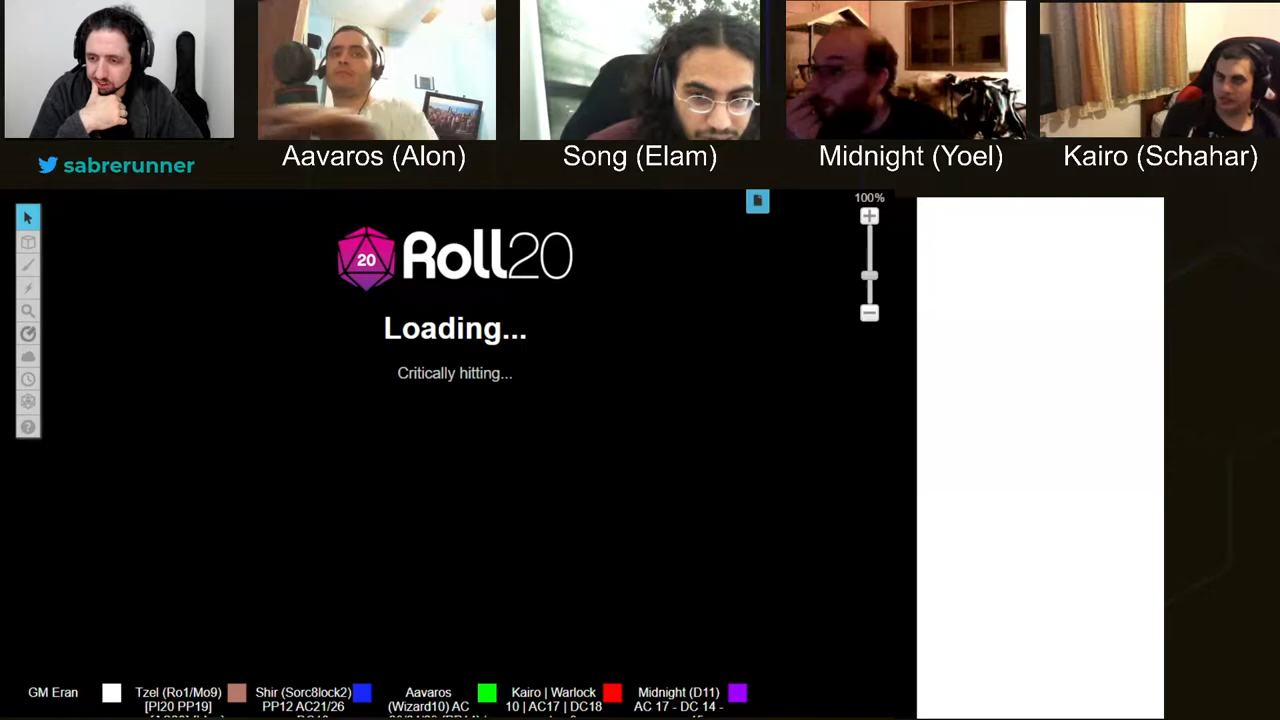 sabrerunner
Aavaros (Alon)
Song (Elam)
Midnight (Yoel)
Kairo (Schahar)
100%
20
Roll20
Loading...
Critically hitting...
GM Eran
Tzel (Ro1/Mo9)
[PI20 PP19]
Shir (Sorc8lock2)
PP12 AC21/26
Aavaros
(Wizard10) AC
Kairo | Warlock
10 | AC17 | DC18
Midnight (D11)
AC 17 - DC 14 -